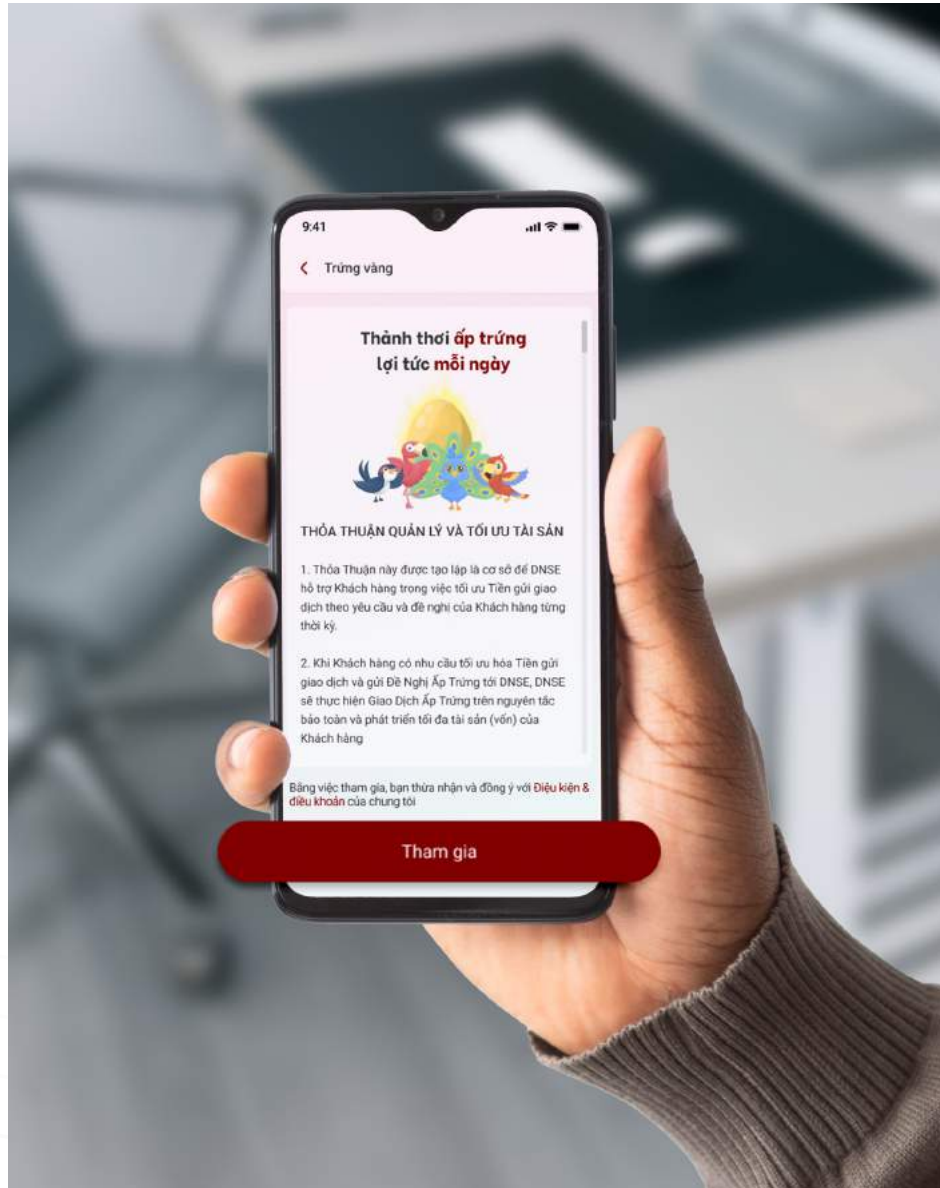 9:41
Trứng vàng
Thảnh thơi ấp trứng
lợi tức mỗi ngày
THỎA THUẬN QUẢN LÝ VÀ TỐI ƯU TÀI SẢN
1. Thỏa Thuận này được tạo lập là cơ sở để DNSE
hỗ trợ Khách hàng trong việc tối ưu Tiền gửi giao
dịch theo yêu cầu và đề nghị của Khách hàng từng
thời kỳ.
2. Khi Khách hàng có nhu cầu tối ưu hóa Tiền gửi
giao dịch và gửi Đề Nghị Ấp Trứng tới DNSE, DNSE
sẽ thực hiện Giao Dịch Ấp Trứng trên nguyên tắc
bảo toàn và phát triển tối đa tài sản (vốn) của
Khách hàng
Bằng việc tham gia, bạn thừa nhận và đồng ý với Điệu kiện &
điều khoản của chung tôi
Tham gia